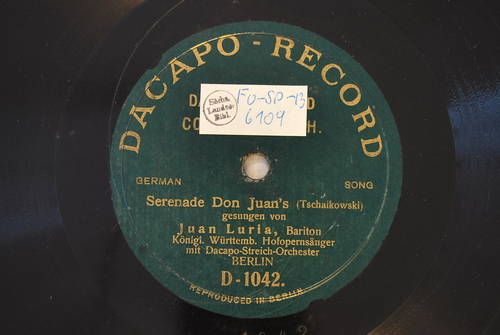 DACAPO-RECORD
D D
CO H.
Sächs.
Landes-
Bibl.
FO-SP-B
6109
GERMAN SONG
Serenade Don Juan's (Tschaikowski)
gesungen von
Juan Luria, Bariton
Königl. Württemb. Hofopernsänger
mit Dacapo-Streich-Orchester
BERLIN
D-1042.
REPRODUCED IN BERLIN